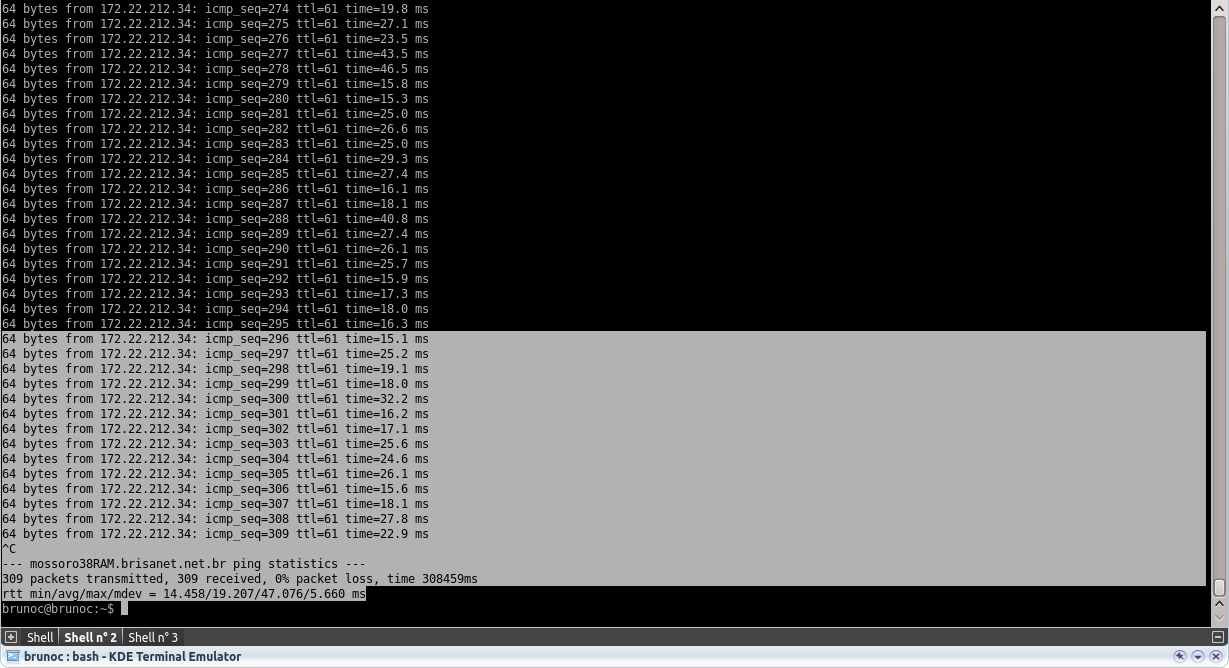 64 bytes from 172.22.212.34: icmp_seq=274 ttl=61 time=19.8 ms
64 bytes from 172.22.212.34: icmp_seq=275 ttl=61 time=27.1 ms
64 bytes from 172.22.212.34: icmp_seq=276 ttl=61 time=23.5 ms
64 bytes from 172.22.212.34: icmp_seq=277 ttl=61 time=43.5 ms
64 bytes from 172.22.212.34: icmp_seq=278 ttl=61 time=46.5 ms
64 bytes from 172.22.212.34: icmp_seq=279 ttl=61 time=15.8 ms
64 bytes from 172.22.212.34: icmp_seq=280 ttl=61 time=15.3 ms
64 bytes from 172.22.212.34: icmp_seq=281 ttl=61 time=25.0 ms
64 bytes from 172.22.212.34: icmp_seq=282 ttl=61 time=26.6 ms
64 bytes from 172.22.212.34: icmp_seq=283 ttl=61 time=25.0 ms
64 bytes from 172.22.212.34: icmp_seq=284 ttl=61 time=29.3 ms
64 bytes from 172.22.212.34: icmp_seq=285 ttl=61 time=27.4 ms
64 bytes from 172.22.212.34: icmp_seq=286 ttl=61 time=16.1 ms
64 bytes from 172.22.212.34: icmp_seq=287 ttl=61 time=18.1 ms
64 bytes from 172.22.212.34: icmp_seq=288 ttl=61 time=40.8 ms
64 bytes from 172.22.212.34: icmp_seq=289 ttl=61 time=27.4 ms
64 bytes from 172.22.212.34: icmp_seq=290 ttl=61 time=26.1 ms
64 bytes from 172.22.212.34: icmp_seq=291 ttl=61 time=25.7 ms
64 bytes from 172.22.212.34: icmp_seq=292 ttl=61 time=15.9 ms
64 bytes from 172.22.212.34: icmp_seq=293 ttl=61 time=17.3 ms
64 bytes from 172.22.212.34: icmp_seq=294 ttl=61 time=18.0 ms
64 bytes from 172.22.212.34: icmp_seq=295 ttl=61 time=16.3 ms
64 bytes from 172.22.212.34: icmp_seq=296 ttl=61 time=15.1 ms
64 bytes from 172.22.212.34: icmp_seq=297 ttl=61 time=25.2 ms
64 bytes from 172.22.212.34: icmp_seq=298 ttl=61 time=19.1 ms
64 bytes from 172.22.212.34: icmp_seq=299 ttl=61 time=18.0 ms
64 bytes from 172.22.212.34: icmp_seq=300 ttl=61 time=32.2 ms
64 bytes from 172.22.212.34: icmp_seq=301 ttl=61 time=16.2 ms
64 bytes from 172.22.212.34: icmp_seq=302 ttl=61 time=17.1 ms
64 bytes from 172.22.212.34: icmp_seq=303 ttl=61 time=25.6 ms
64 bytes from 172.22.212.34: icmp_seq=304 ttl=61 time=24.6 ms
64 bytes from 172.22.212.34: icmp_seq=305 ttl=61 time=26.1 ms
64 bytes from 172.22.212.34: icmp_seq=306 ttl=61 time=15.6 ms
64 bytes from 172.22.212.34: icmp_seq=307 ttl=61 time=18.1 ms
64 bytes from 172.22.212.34: icmp_seq=308 ttl=61 time=27.8 ms
64 bytes from 172.22.212.34: icmp_seq=309 ttl=61 time=22.9 ms
^C
--- mossoro38RAM.brisanet.net.br ping statistics ---
309 packets transmitted, 309 received, 0% packet loss, time 308459ms
rtt min/avg/max/mdev = 14.458/19.207/47.076/5.660 ms
brunoc@brunoc:~$
Shell Shell n° 2 Shell n° 3
brunoc : bash - KDE Terminal Emulator